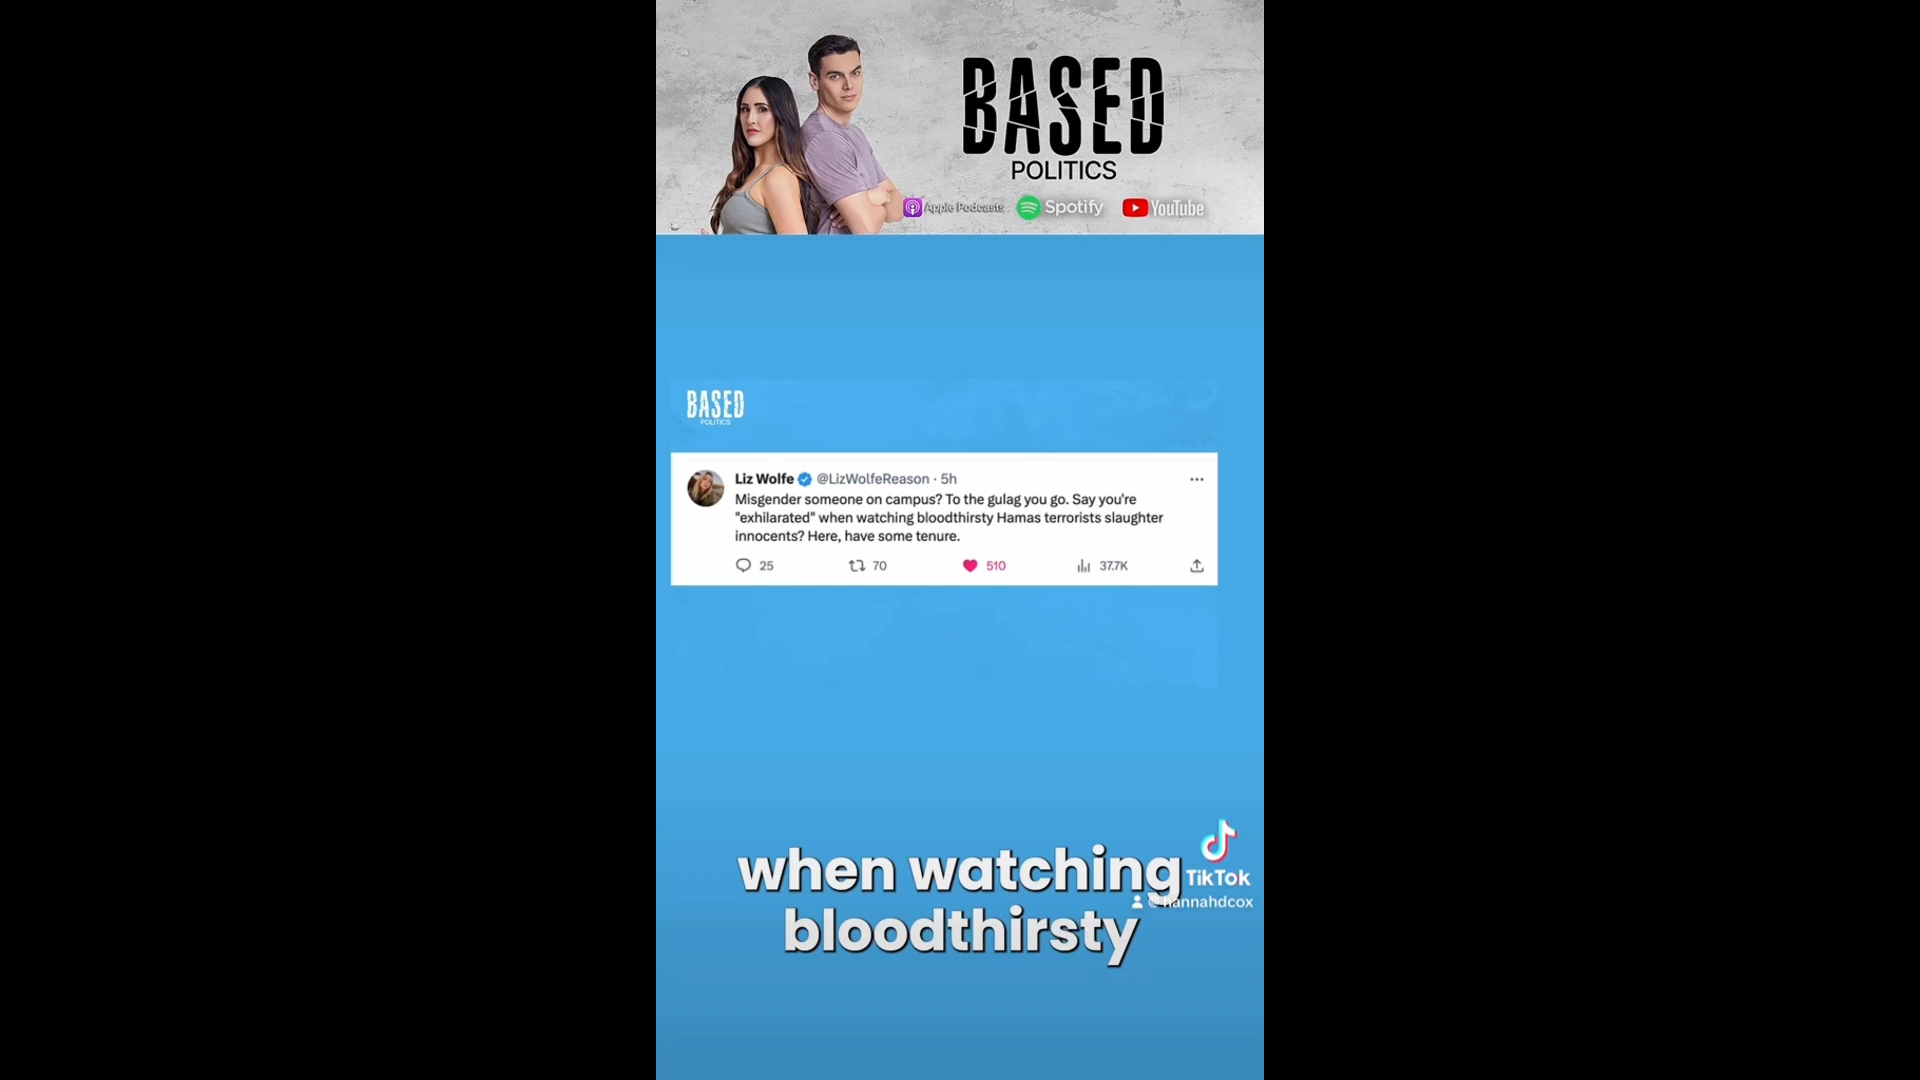 BASED
POLITICS
Apple Podcasts
Spotify
YouTube
BASED
POLITICS
Liz Wolfe @LizWolfeReason · 5h
Misgender someone on campus? To the gulag you go. Say you're
"exhilarated" when watching bloodthirsty Hamas terrorists slaughter
innocents? Here, have some tenure.
25 70 510 37.7K
when watching
bloodthirsty
TikTok
@hannahdcox